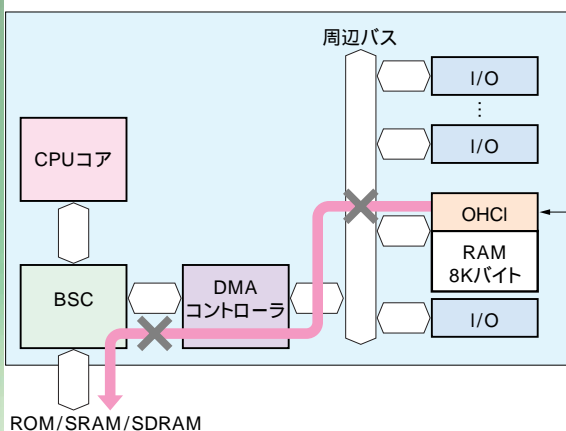 周辺バス
I/O
⋮
I/O
CPUコア
OHCI
RAM
8Kバイト
BSC
DMA
コントローラ
I/O
ROM/SRAM/SDRAM